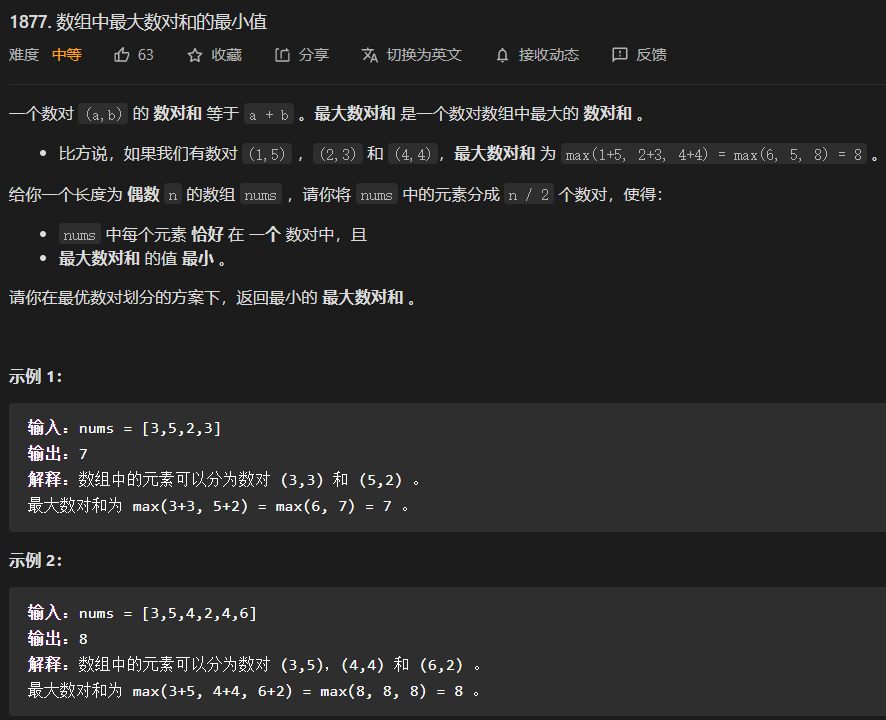 1877. 数组中最大数对和的最小值
难度 中等 63 收藏 分享 切换为英文 接收动态 反馈
一个数对 (a,b) 的 数对和 等于 a + b 。最大数对和 是一个数对数组中最大的 数对和 。
• 比方说，如果我们有数对 (1,5) ， (2,3) 和 (4,4)，最大数对和 为 max(1+5, 2+3, 4+4) = max(6, 5, 8) = 8 。
给你一个长度为 偶数 n 的数组 nums ，请你将 nums 中的元素分成 n / 2 个数对，使得：
• nums 中每个元素 恰好 在 一个 数对中，且
• 最大数对和 的值 最小 。
请你在最优数对划分的方案下，返回最小的 最大数对和 。
示例 1：
输入：nums = [3,5,2,3]
输出：7
解释：数组中的元素可以分为数对 (3,3) 和 (5,2) 。
最大数对和为 max(3+3, 5+2) = max(6, 7) = 7 。
示例 2：
输入：nums = [3,5,4,2,4,6]
输出：8
解释：数组中的元素可以分为数对 (3,5)，(4,4) 和 (6,2) 。
最大数对和为 max(3+5, 4+4, 6+2) = max(8, 8, 8) = 8 。